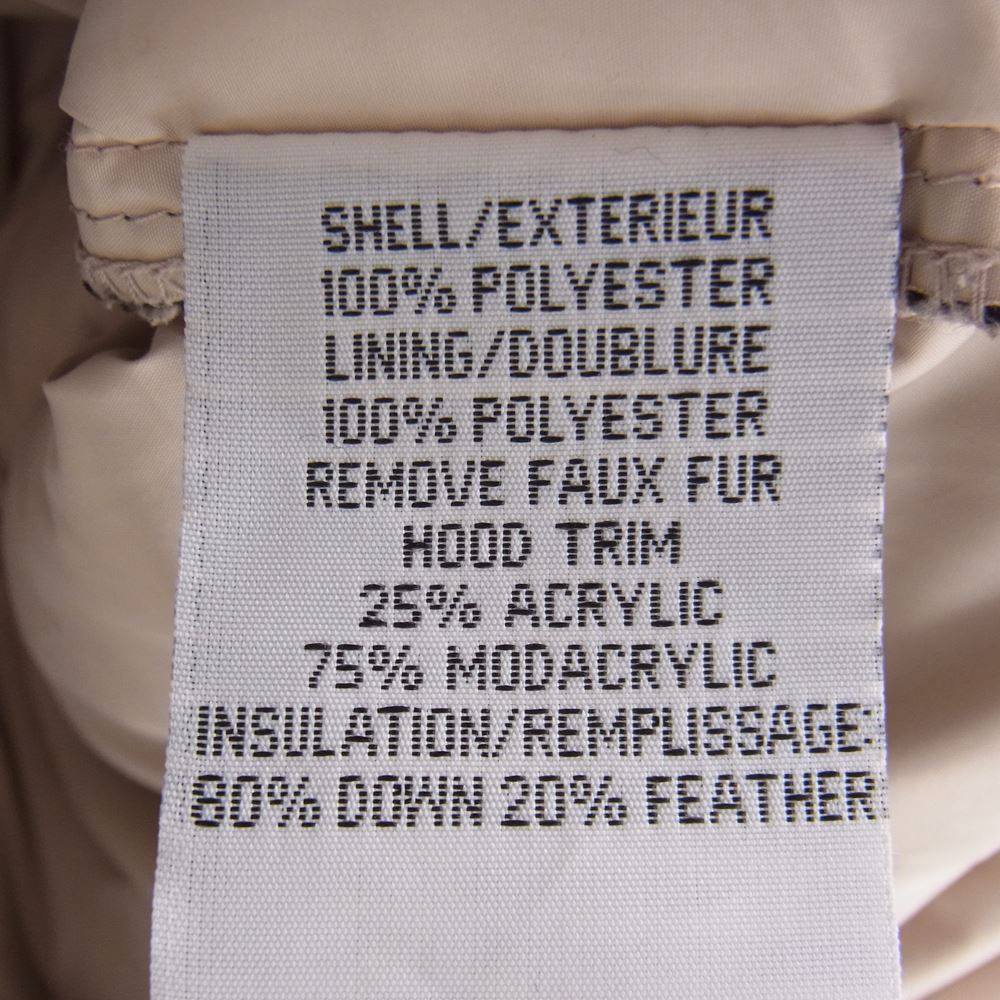 SHELL/EXTERIEUR
100% POLYESTER
LINING/DOUBLURE
100% POLYESTER
REMOVE FAUX FUR
HOOD TRIM
25% ACRYLIC
75% MODACRYLIC
INSULATION/REMPLISSAGE:
80% DOWN 20% FEATHER